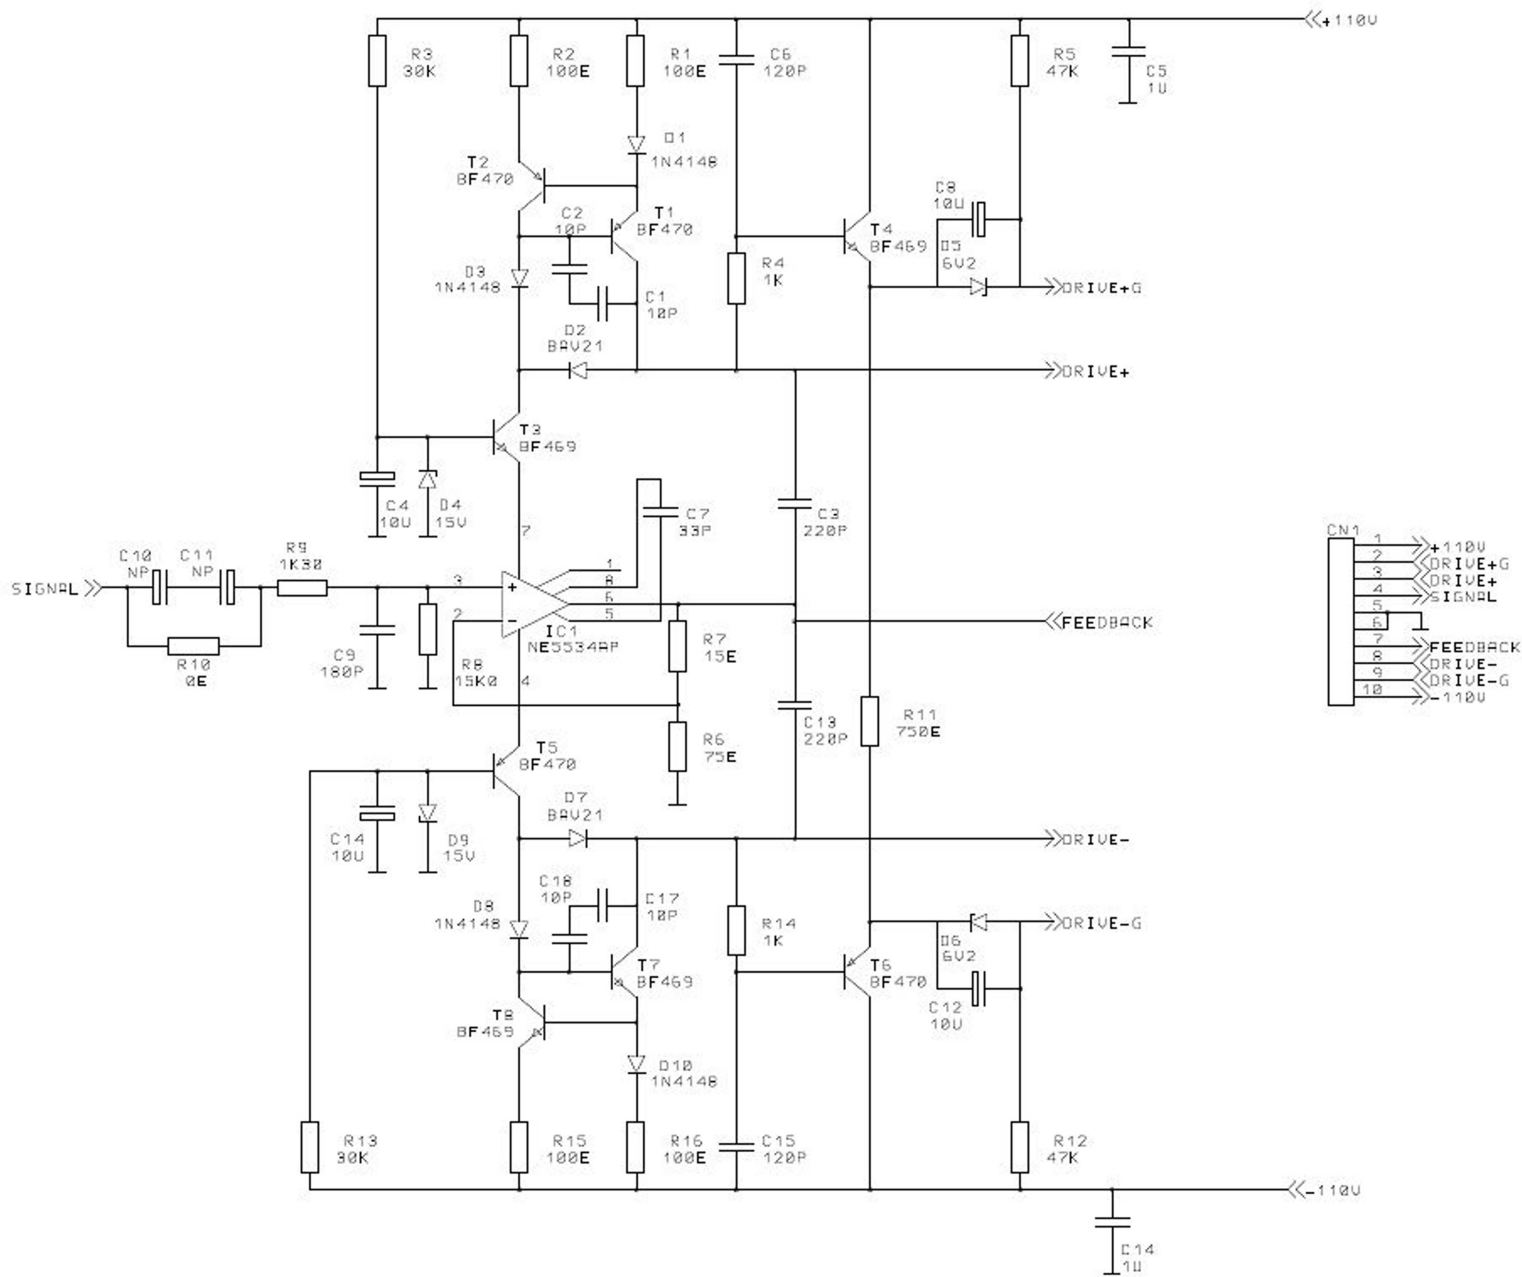 +110V
R3
30K
R2
100E
R1
100E
C6
120P
R5
47K
C5
1U
D1
1N4148
T2
BF470
C2
10P
T1
BF470
C8
10U
T4
BF469
D5
6V2
D3
1N4148
R4
1K
DRIVE+G
C1
10P
D2
BAV21
DRIVE+
T3
BF469
C4
10U
D4
15V
7
C7
33P
C3
220P
CN1
1
+110V
2
DRIVE+G
3
DRIVE+
4
SIGNAL
5
6
7
FEEDBACK
8
DRIVE-
9
DRIVE-G
10
-110V
C10
NP
C11
NP
R9
1K30
SIGNAL
3
1
8
6
5
2
IC1
NE5534AP
FEEDBACK
R10
0E
C9
180P
R8
15K0
4
R7
15E
R6
75E
C13
220P
R11
750E
T5
BF470
D7
BAV21
C14
10U
D9
15V
DRIVE-
C18
10P
C17
10P
D8
1N4148
R14
1K
DRIVE-G
D6
6V2
T7
BF469
T6
BF470
C12
10U
T8
BF469
D10
1N4148
R13
30K
R15
100E
R16
100E
C15
120P
R12
47K
-110V
C14
1U